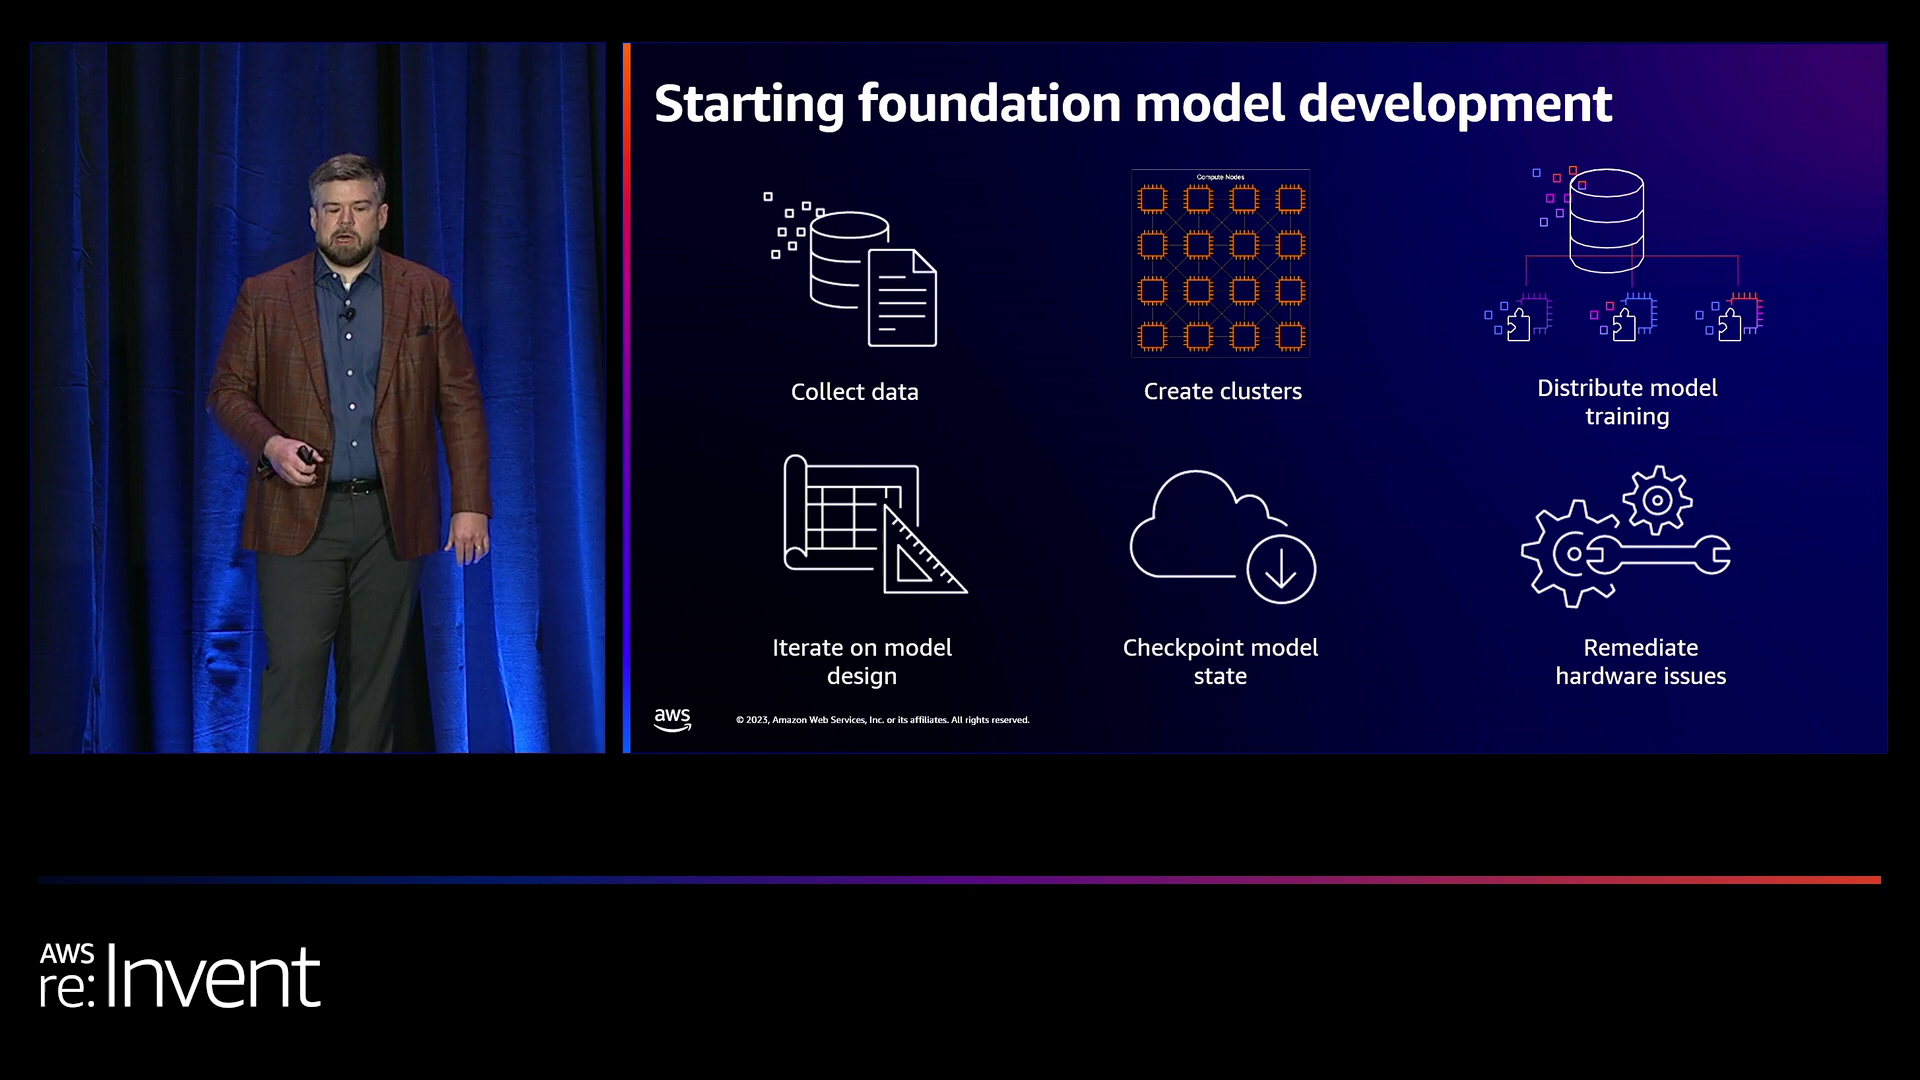 Starting foundation model development
Compute Nodes
Collect data
Create clusters
Distribute model
training
Iterate on model
design
Checkpoint model
state
Remediate
hardware issues
aws
© 2023, Amazon Web Services, Inc. or its affiliates. All rights reserved.
AWS
re:Invent